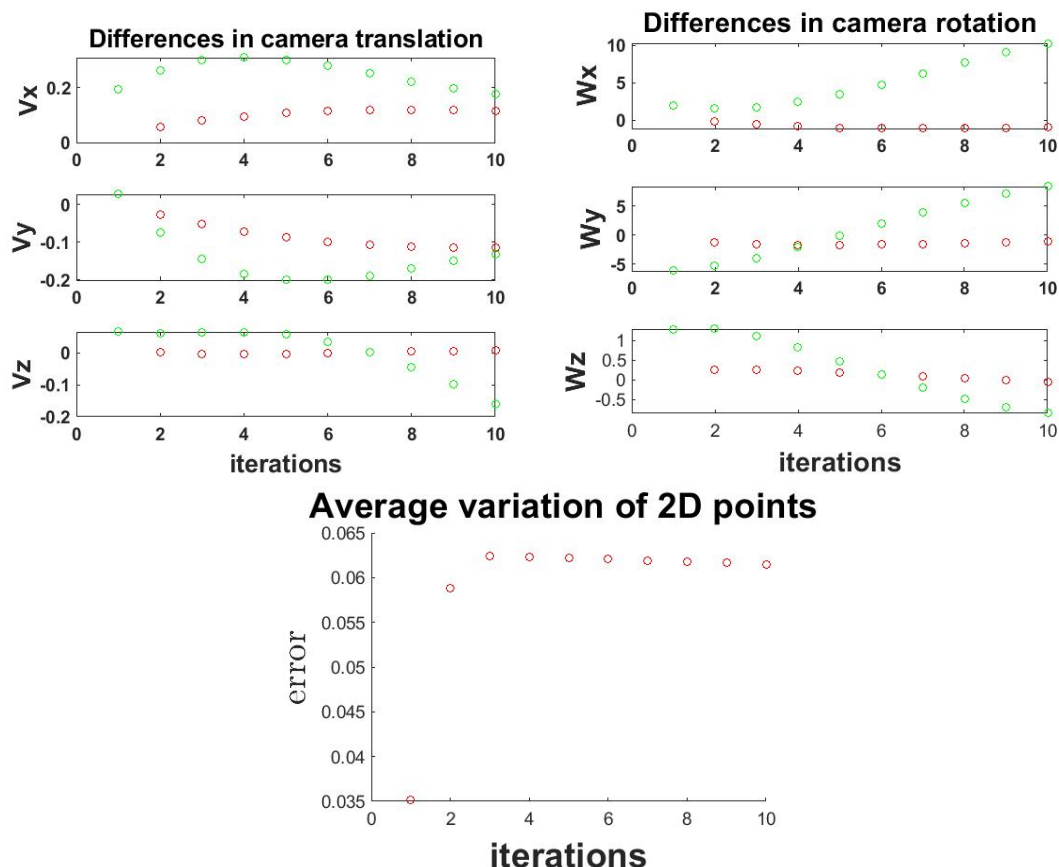 Differences in camera translation
Vx
0.2
0
0 2 4 6 8 10
Vy
0
-0.1
-0.2
0 2 4 6 8 10
Vz
0
-0.1
-0.2
0 2 4 6 8 10
iterations
Differences in camera rotation
Wx
10
5
0
0 2 4 6 8 10
Wy
5
0
-5
0 2 4 6 8 10
Wz
1
0.5
0
-0.5
0 2 4 6 8 10
iterations
Average variation of 2D points
error
0.065
0.06
0.055
0.05
0.045
0.04
0.035
0 2 4 6 8 10
iterations